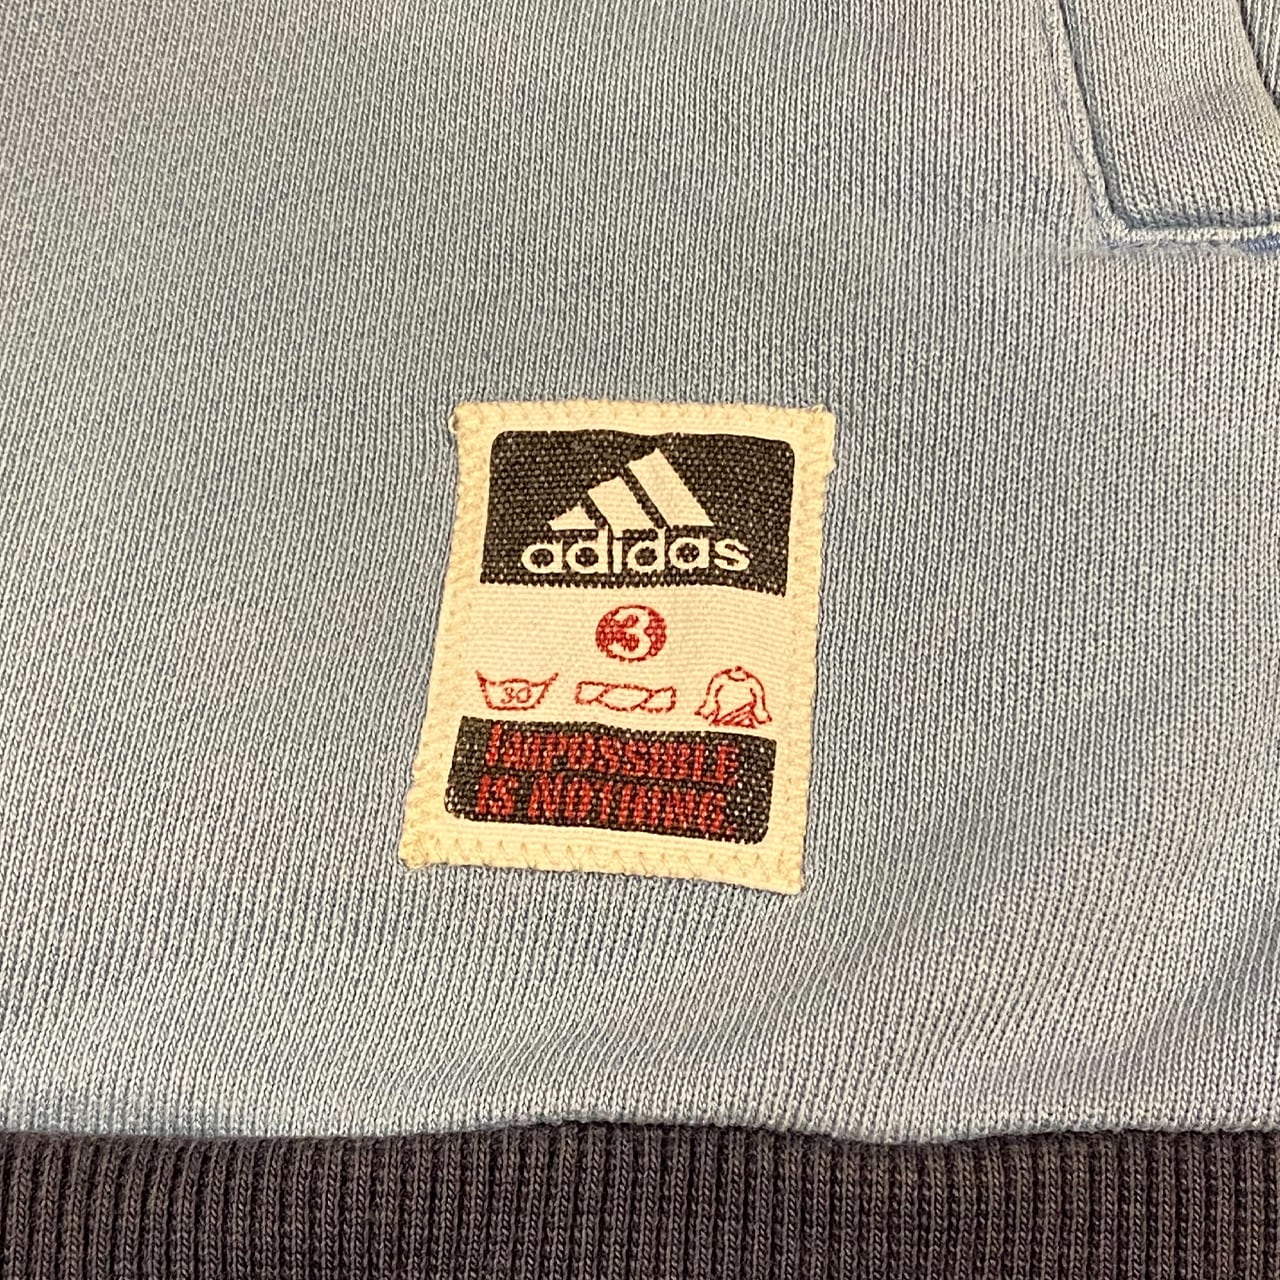 adidas
3
30
IMPOSSIBLE
IS NOTHING.